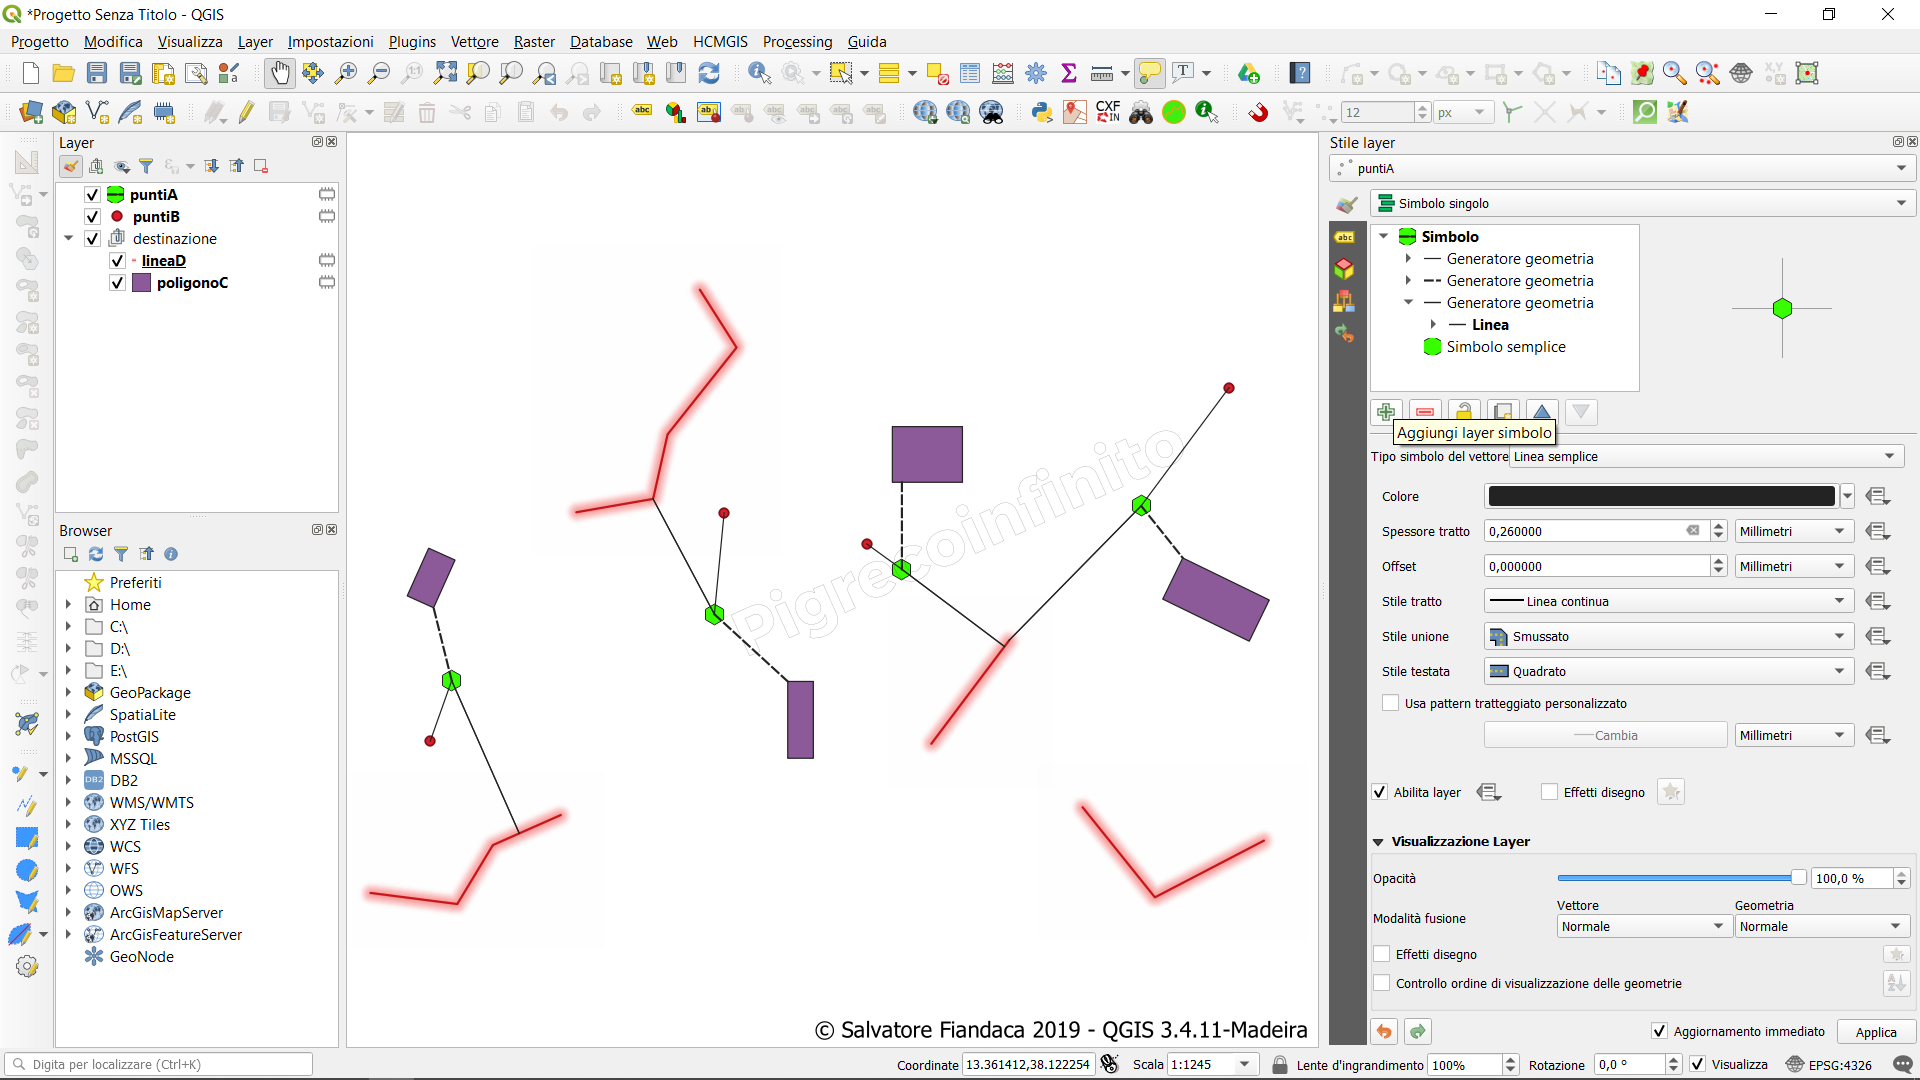 *Progetto Senza Titolo - QGIS
Progetto Modifica Visualizza Layer Impostazioni Plugins Vettore Raster Database Web HCMGIS Processing Guida
abc
CXF
IN
12
px
Layer
puntiA
puntiB
destinazione
lineaD
poligonoC
Browser
Preferiti
Home
C:\
D:\
E:\
GeoPackage
SpatiaLite
PostGIS
MSSQL
DB2
DB2
WMS/WMTS
XYZ Tiles
WCS
WFS
OWS
ArcGisMapServer
ArcGisFeatureServer
GeoNode
Pigrecoinfinito
© Salvatore Fiandaca 2019 - QGIS 3.4.11-Madeira
Stile layer
puntiA
Simbolo singolo
abc
Simbolo
Generatore geometria
Generatore geometria
Generatore geometria
Linea
Simbolo semplice
Aggiungi layer simbolo
Tipo simbolo del vettore Linea semplice
Colore
Spessore tratto 0,260000 Millimetri
Offset 0,000000 Millimetri
Stile tratto Linea continua
Stile unione Smussato
Stile testata Quadrato
Usa pattern tratteggiato personalizzato
Cambia Millimetri
Abilita layer Effetti disegno
Visualizzazione Layer
Opacità 100,0 %
Vettore Geometria
Modalità fusione
Normale Normale
Effetti disegno
Controllo ordine di visualizzazione delle geometrie
Aggiornamento immediato Applica
Digita per localizzare (Ctrl+K)
Coordinate 13.361412,38.122254 Scala 1:1245 Lente d'ingrandimento 100% Rotazione 0,0 ° Visualizza EPSG:4326